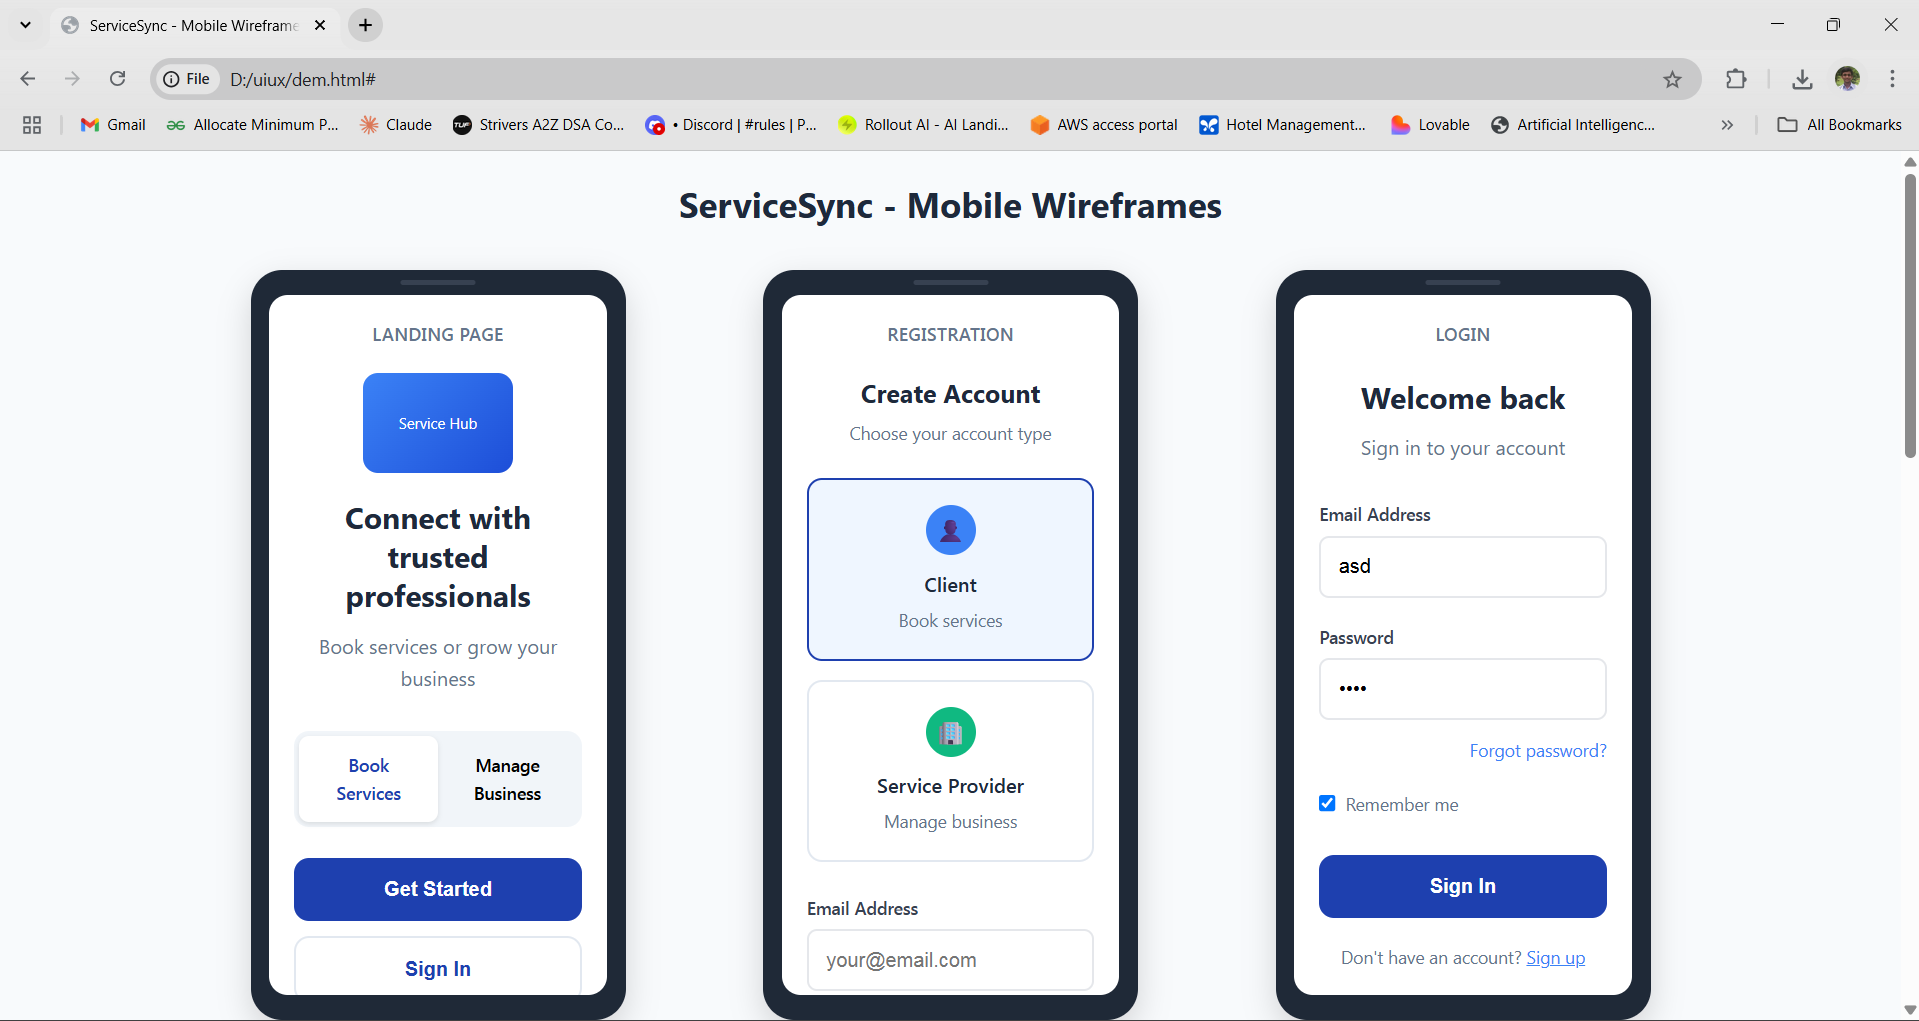 ServiceSync - Mobile Wireframe
File
D:/uiux/dem.html#
Gmail
Allocate Minimum P...
Claude
TUF
Strivers A2Z DSA Co...
• Discord | #rules | P...
Rollout AI - AI Landi...
AWS access portal
Hotel Management...
Lovable
Artificial Intelligenc...
All Bookmarks
ServiceSync - Mobile Wireframes
LANDING PAGE
Service Hub
Connect with
trusted
professionals
Book services or grow your
business
Book
Services
Manage
Business
Get Started
Sign In
REGISTRATION
Create Account
Choose your account type
Client
Book services
Service Provider
Manage business
Email Address
your@email.com
LOGIN
Welcome back
Sign in to your account
Email Address
asd
Password
••••
Forgot password?
Remember me
Sign In
Don't have an account? Sign up